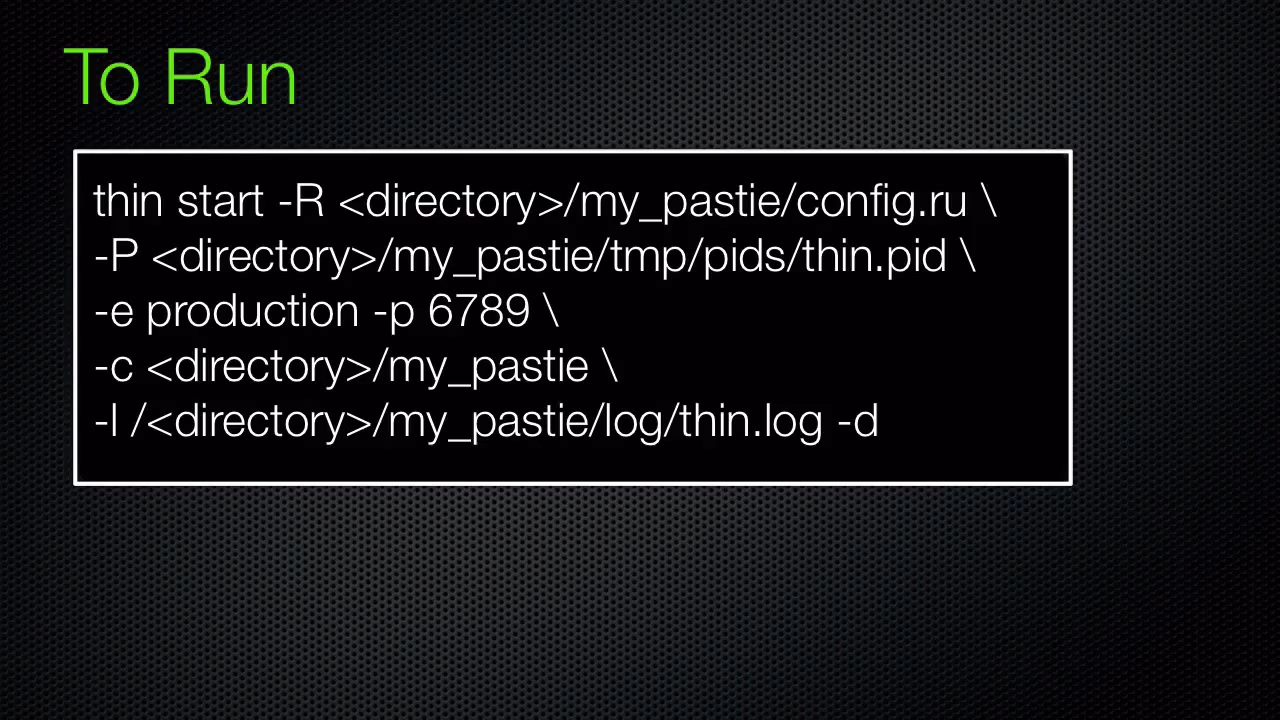 To Run
thin start -R <directory>/my_pastie/config.ru \
-P <directory>/my_pastie/tmp/pids/thin.pid \
-e production -p 6789 \
-c <directory>/my_pastie \
-l /<directory>/my_pastie/log/thin.log -d